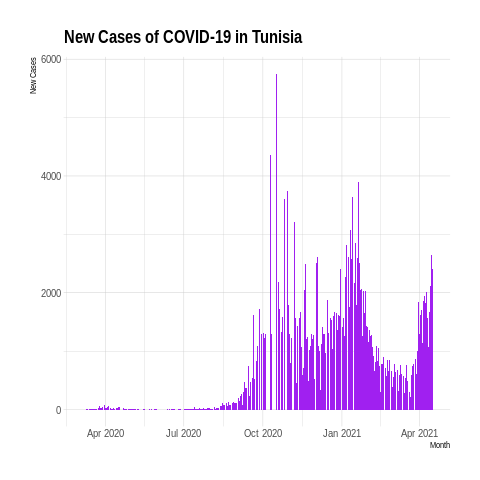 New Cases of COVID-19 in Tunisia
New Cases
6000
4000
2000
0
Apr 2020
Jul 2020
Oct 2020
Jan 2021
Apr 2021
Month